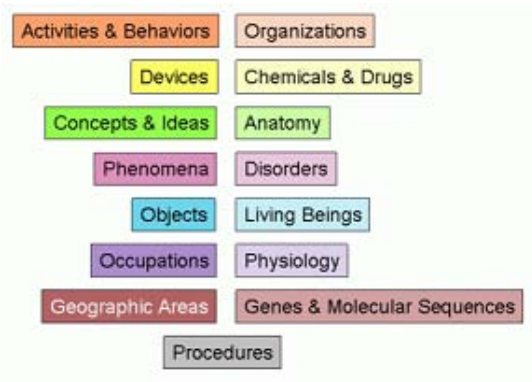 Activities & Behaviors Organizations
Devices Chemicals & Drugs
Concepts & Ideas Anatomy
Phenomena Disorders
Objects Living Beings
Occupations Physiology
Geographic Areas Genes & Molecular Sequences
Procedures